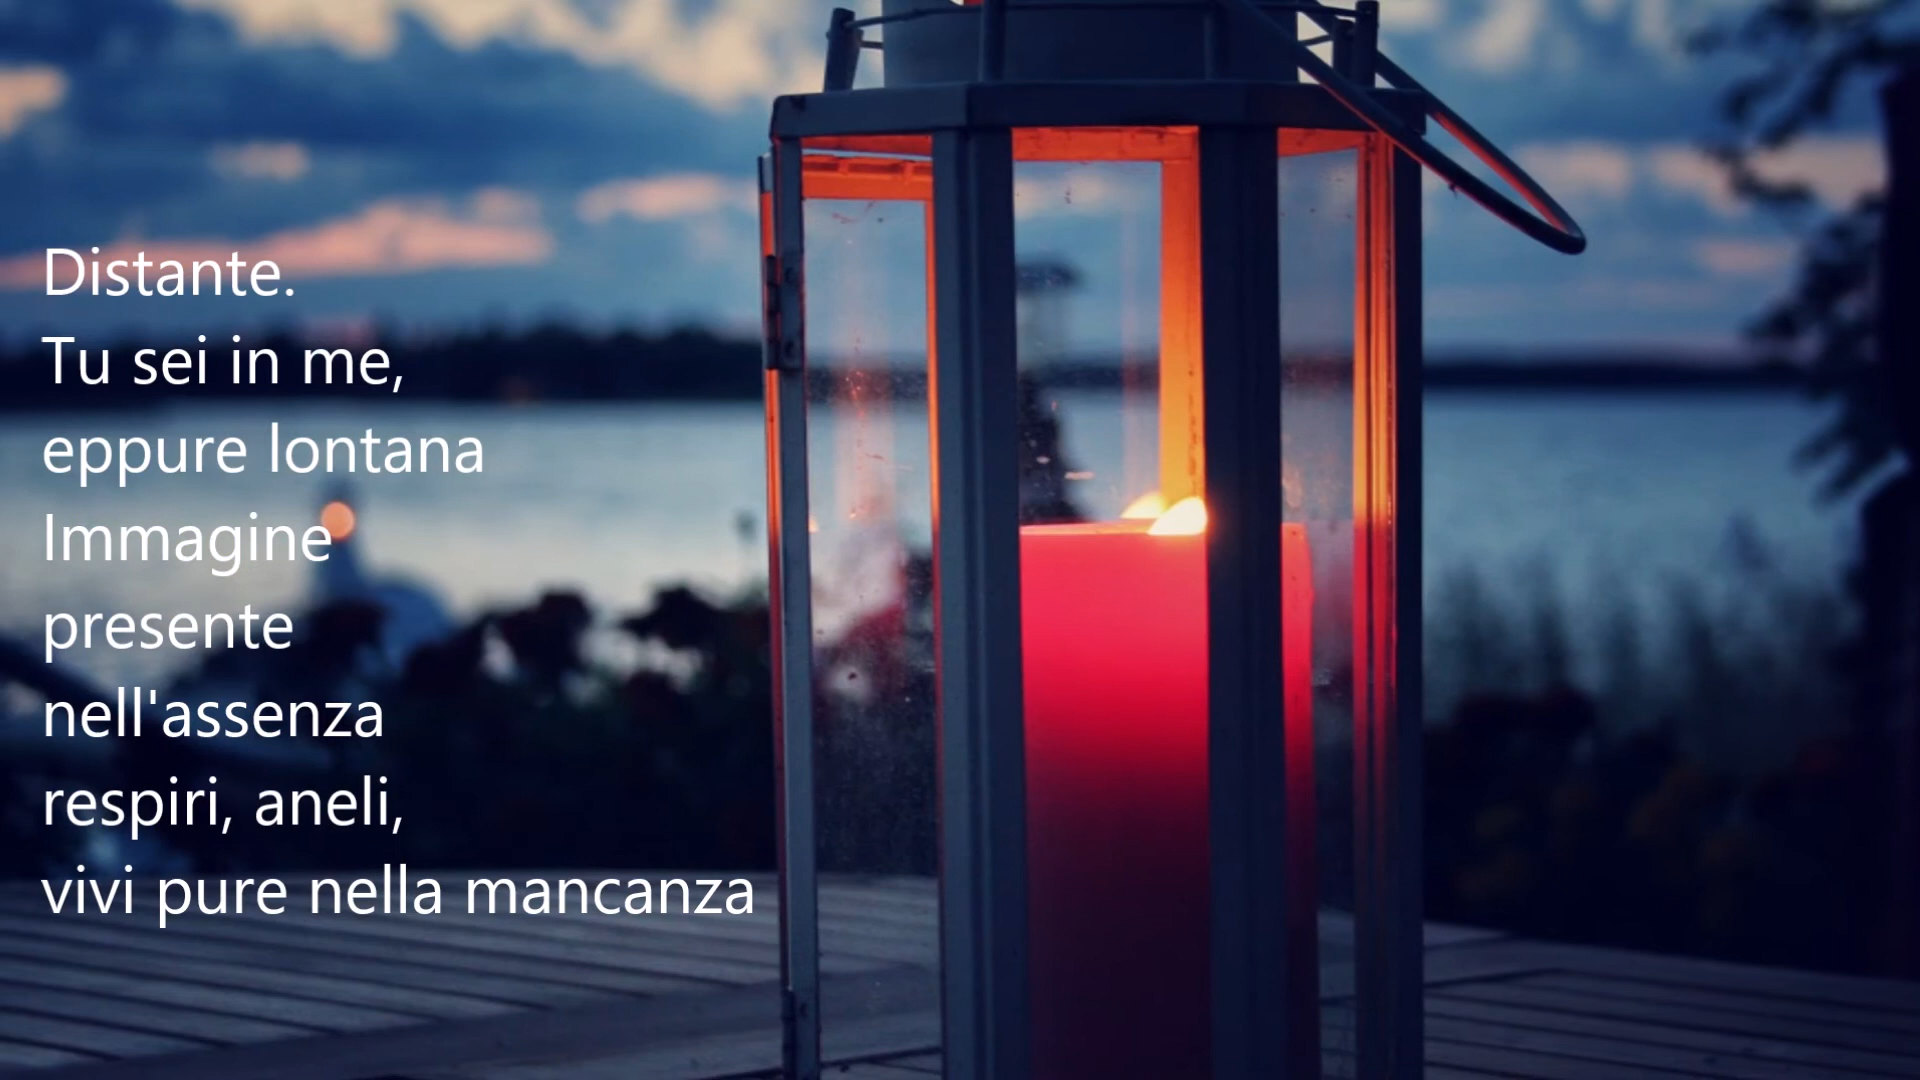 Distante.
Tu sei in me,
eppure lontana
Immagine
presente
nell'assenza
respiri, aneli,
vivi pure nella mancanza